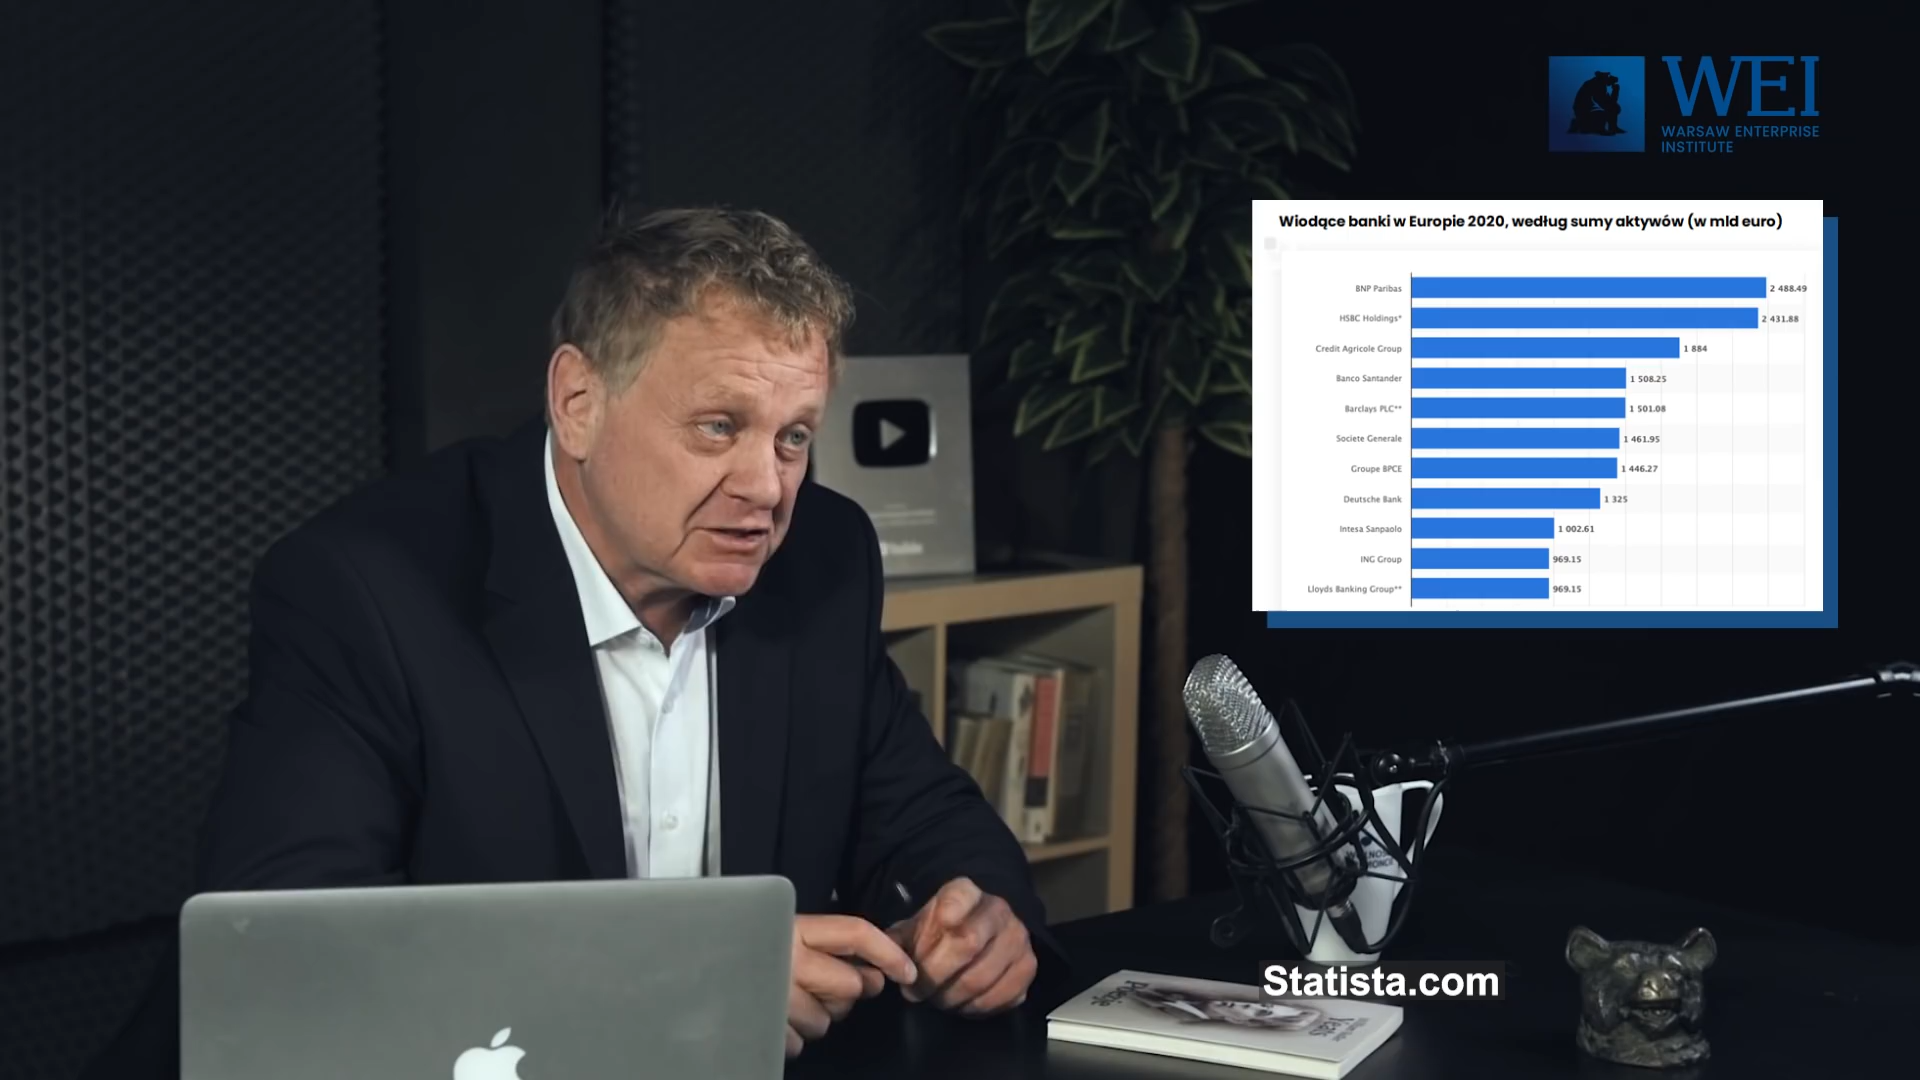 WEI
WARSAW ENTERPRISE
INSTITUTE
Wiodące banki w Europie 2020, według sumy aktywów (w mld euro)
BNP Paribas 2 488.49
HSBC Holdings* 2 431.88
Credit Agricole Group 1 884
Banco Santander 1 508.25
Barclays PLC** 1 501.08
Societe Generale 1 461.95
Groupe BPCE 1 446.27
Deutsche Bank 1 325
Intesa Sanpaolo 1 002.61
ING Group 969.15
Lloyds Banking Group** 969.15
Statista.com
Poezje
Yeats